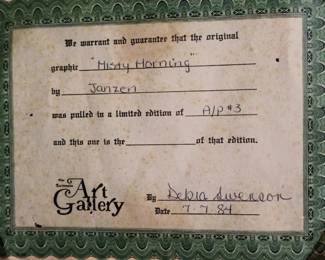 We warrant and guarantee that the original
graphic "Misty Morning"
by Janzen
was pulled in a limited edition of A/P #3
and this one is the of that edition.
The
Art
Gallery
By Debra Swenson
Date 7-7-84